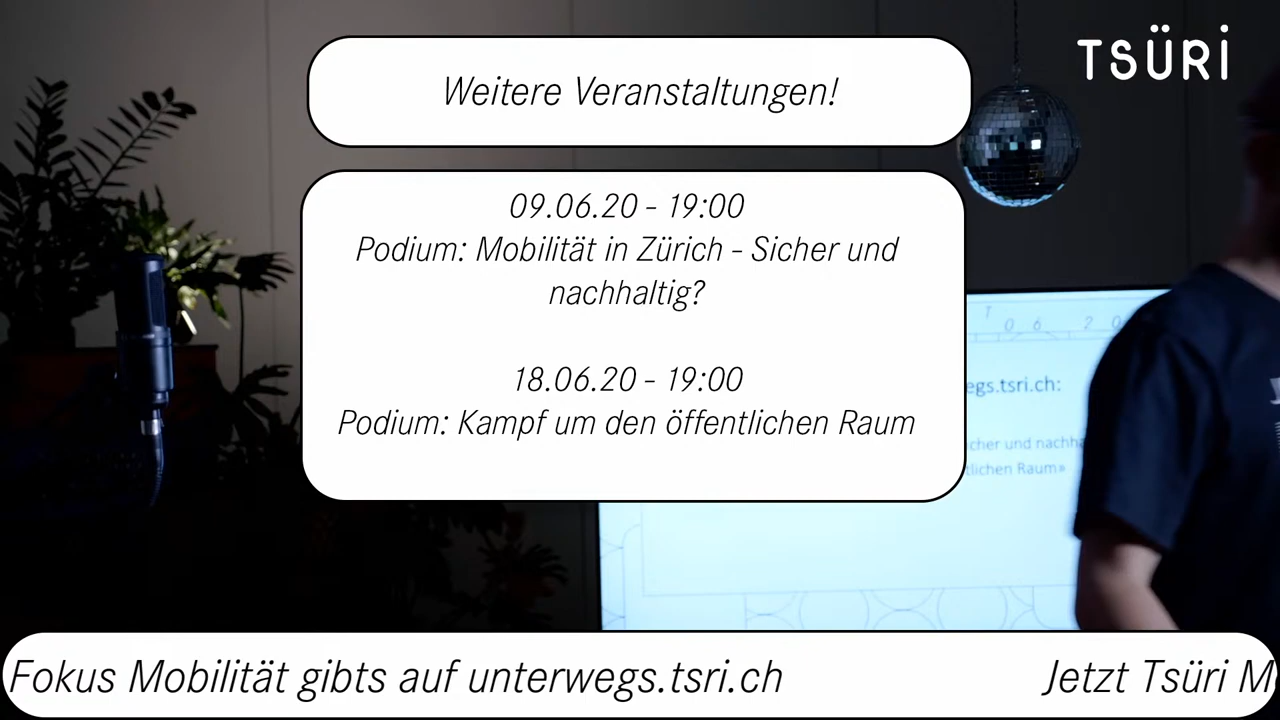 TSÜRI
Weitere Veranstaltungen!
09.06.20 - 19:00
Podium: Mobilität in Zürich - Sicher und
nachhaltig?
18.06.20 - 19:00
Podium: Kampf um den öffentlichen Raum
T
06 20
egs.tsri.ch:
cher und nachha
tlichen Raum»
Fokus Mobilität gibts auf unterwegs.tsri.ch
Jetzt Tsüri M